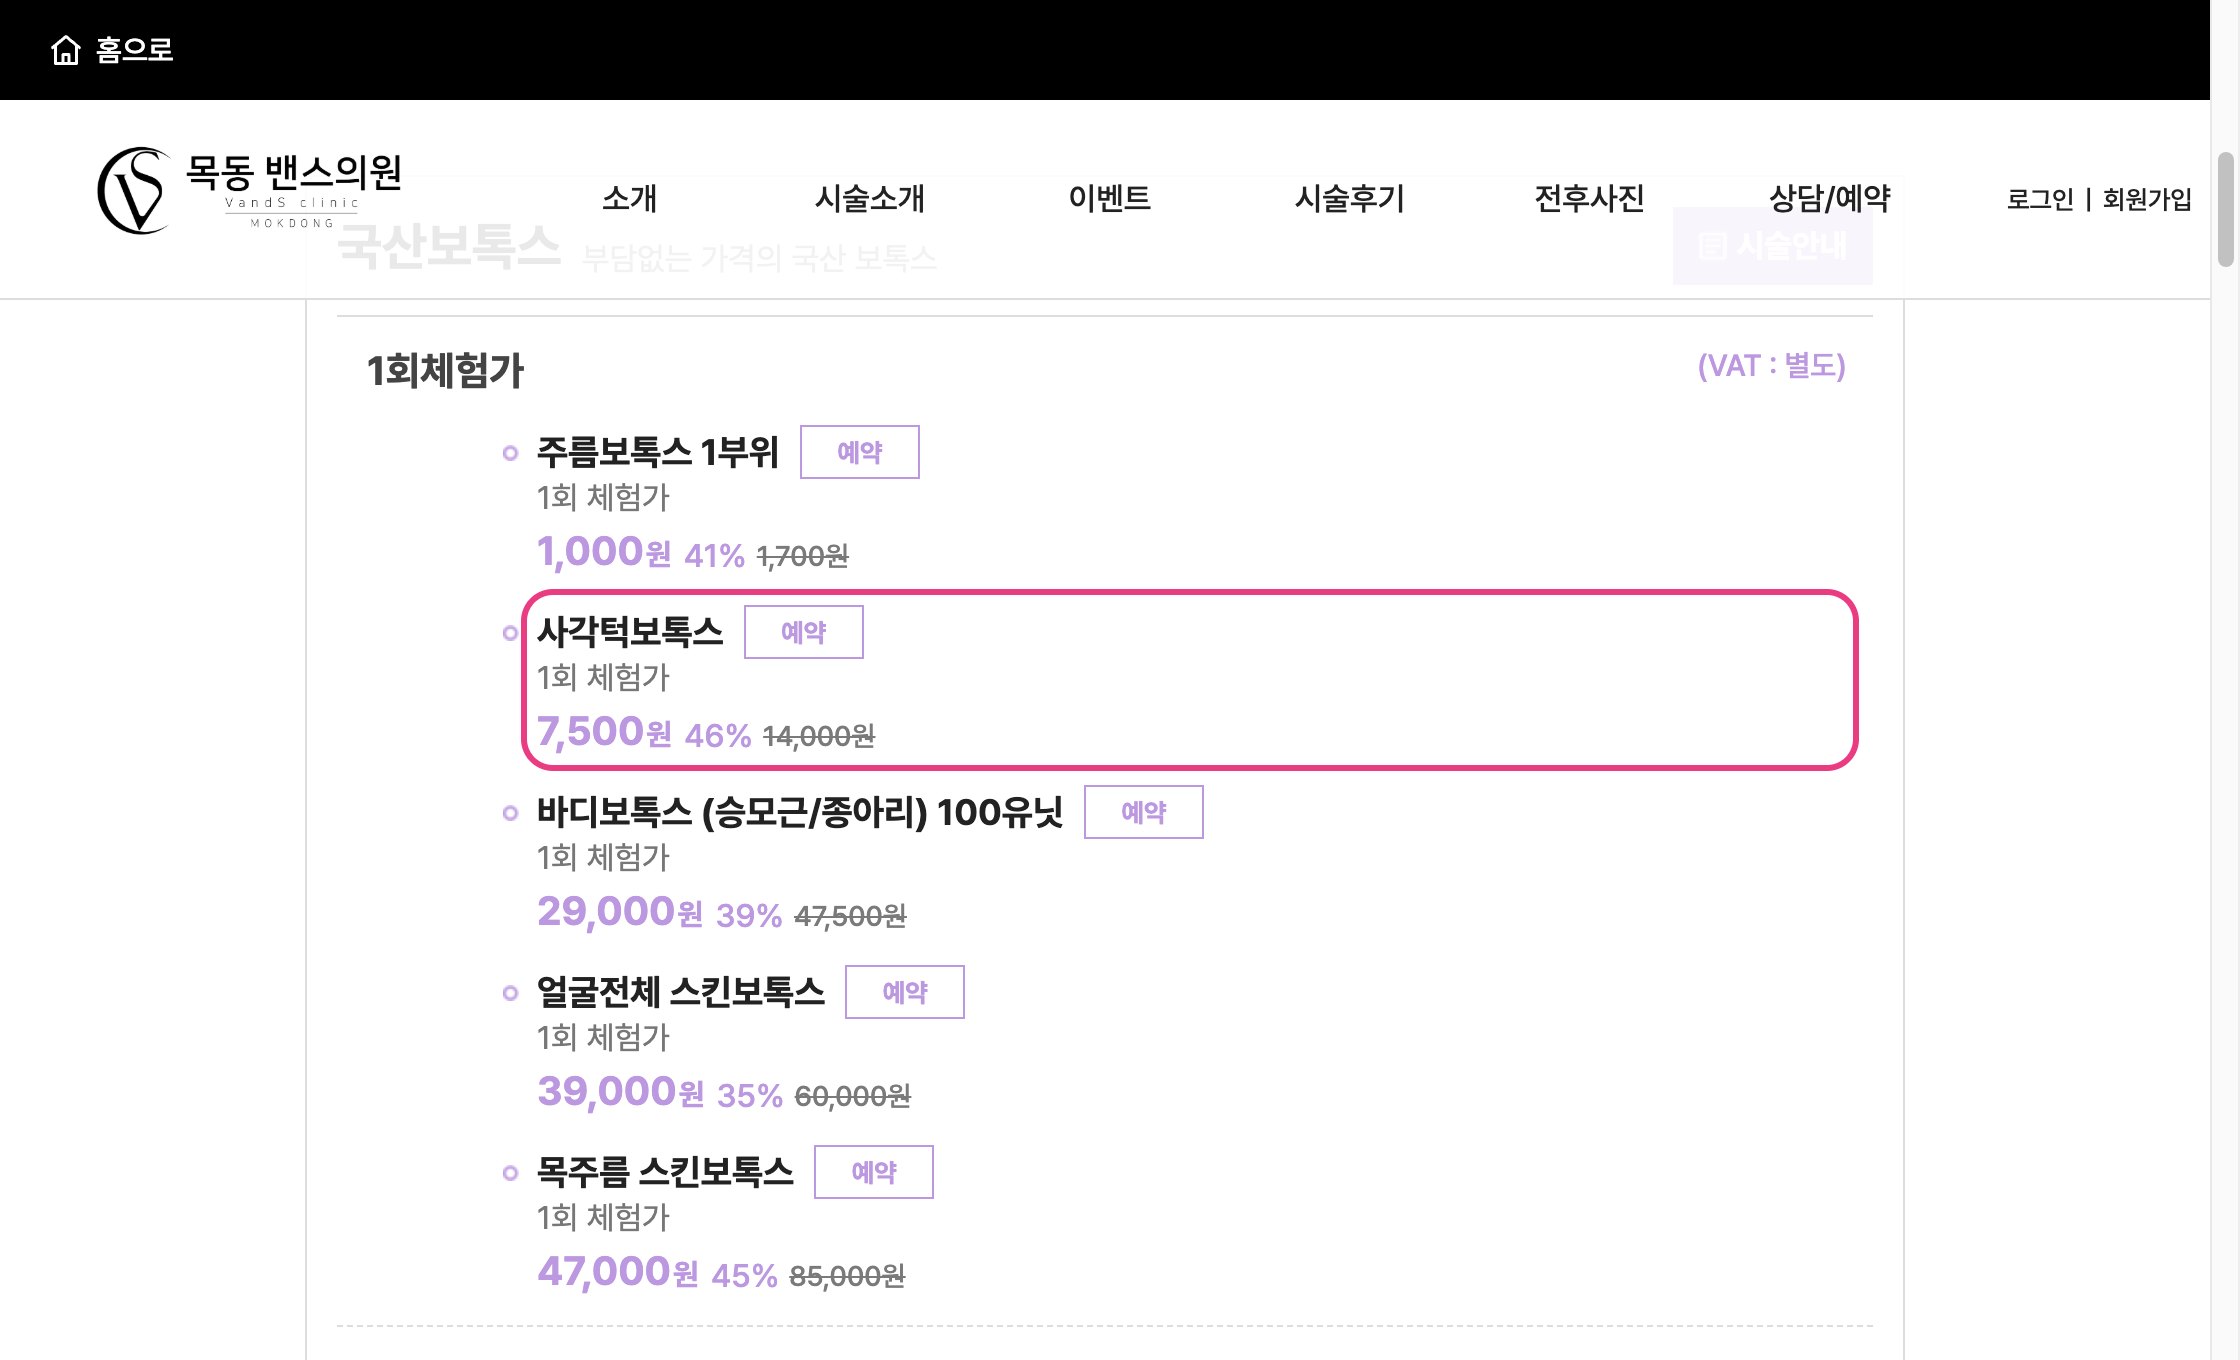 홈으로
목동 밴스의원
VandS clinic
MOKDONG
소개
시술소개
이벤트
시술후기
전후사진
상담/예약
로그인 | 회원가입
국산보톡스 부담없는 가격의 국산 보톡스
시술안내
1회체험가
(VAT : 별도)
주름보톡스 1부위 예약
1회 체험가
1,000원 41% 1,700원
사각턱보톡스 예약
1회 체험가
7,500원 46% 14,000원
바디보톡스 (승모근/종아리) 100유닛 예약
1회 체험가
29,000원 39% 47,500원
얼굴전체 스킨보톡스 예약
1회 체험가
39,000원 35% 60,000원
목주름 스킨보톡스 예약
1회 체험가
47,000원 45% 85,000원